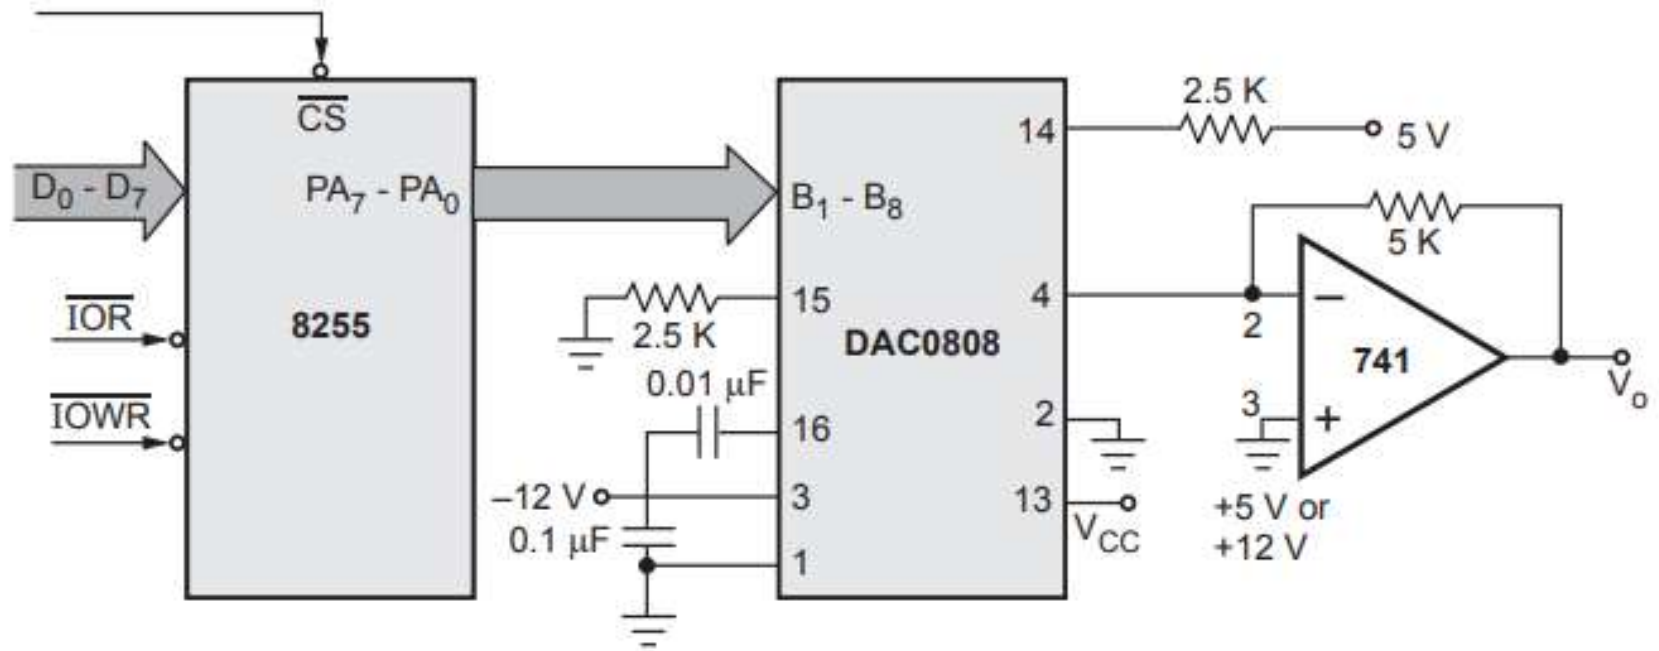 CS
D0 - D7
PA7 - PA0
IOR
8255
IOWR
B1 - B8
14
2.5 K
5 V
15
2.5 K
DAC0808
4
5 K
2
–
741
Vo
3
+
0.01 μF
16
2
–12 V
3
13
VCC
+5 V or
+12 V
0.1 μF
1